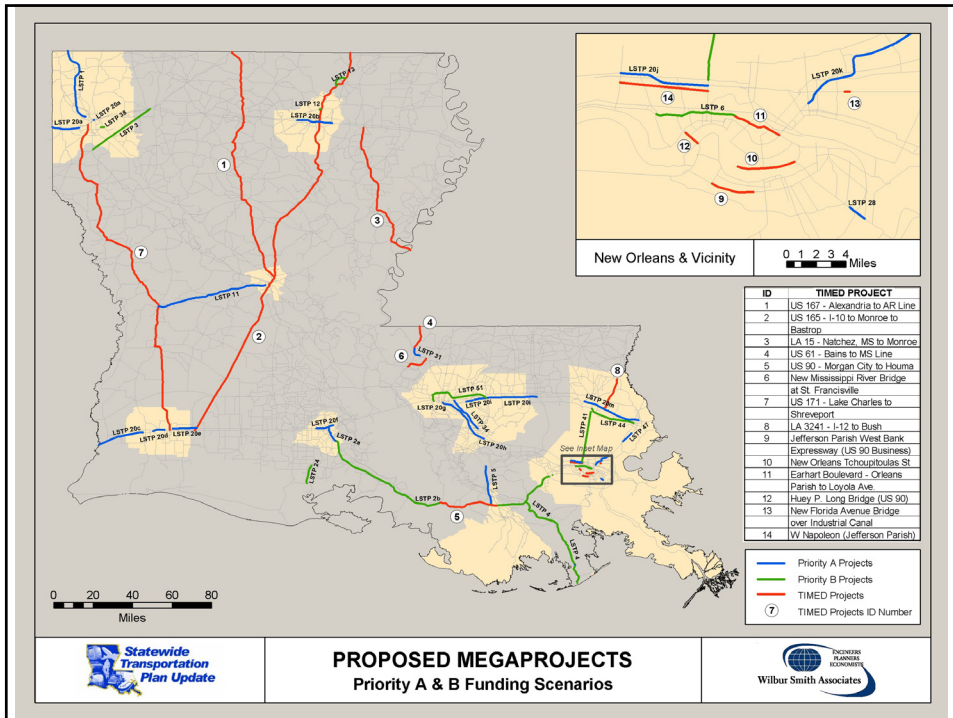 LSTP 1
LSTP 20a
LSTP 20a
LSTP 38
LSTP 3
LSTP 13
LSTP 12
LSTP 20b
1
3
7
LSTP 11
2
4
6
LSTP 31
8
LSTP 20c
LSTP 20d
LSTP 20e
LSTP 20f
LSTP 2a
LSTP 24
LSTP 51
LSTP 20g
LSTP 20i
LSTP 20j
LSTP 34
LSTP 20h
LSTP 20m
LSTP 41
LSTP 44
LSTP 47
See Inset Map
LSTP 2b
5
LSTP 5
LSTP 4
LSTP 4
0 20 40 60 80
Miles
LSTP 20j
LSTP 20k
14
13
LSTP 6
11
12
10
9
LSTP 28
New Orleans & Vicinity
0 1 2 3 4
Miles
ID TIMED PROJECT
1 US 167 - Alexandria to AR Line
2 US 165 - I-10 to Monroe to
Bastrop
3 LA 15 - Natchez, MS to Monroe
4 US 61 - Bains to MS Line
5 US 90 - Morgan City to Houma
6 New Mississippi River Bridge
at St. Francisville
7 US 171 - Lake Charles to
Shreveport
8 LA 3241 - I-12 to Bush
9 Jefferson Parish West Bank
Expressway (US 90 Business)
10 New Orleans Tchoupitoulas St
11 Earhart Boulevard - Orleans
Parish to Loyola Ave.
12 Huey P. Long Bridge (US 90)
13 New Florida Avenue Bridge
over Industrial Canal
14 W Napoleon (Jefferson Parish)
Priority A Projects
Priority B Projects
TIMED Projects
7 TIMED Projects ID Number
Statewide
Transportation
Plan Update
PROPOSED MEGAPROJECTS
Priority A & B Funding Scenarios
ENGINEERS
PLANNERS
ECONOMISTS
Wilbur Smith Associates